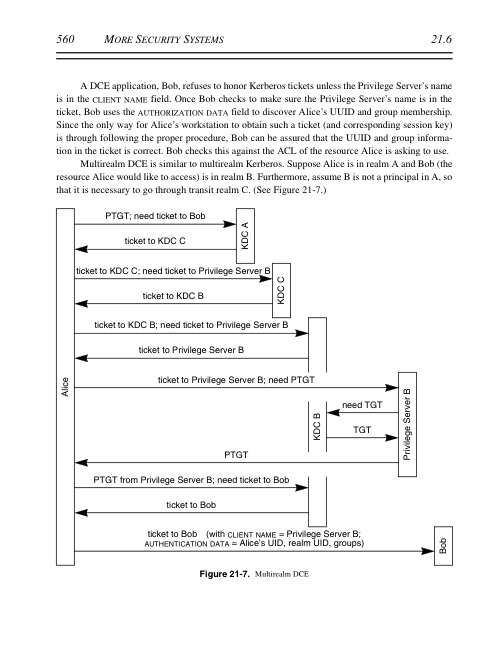 560 MORE SECURITY SYSTEMS 21.6
A DCE application, Bob, refuses to honor Kerberos tickets unless the Privilege Server's name
is in the CLIENT NAME field. Once Bob checks to make sure the Privilege Server's name is in the
ticket, Bob uses the AUTHORIZATION DATA field to discover Alice's UUID and group membership.
Since the only way for Alice's workstation to obtain such a ticket (and corresponding session key)
is through following the proper procedure, Bob can be assured that the UUID and group informa-
tion in the ticket is correct. Bob checks this against the ACL of the resource Alice is asking to use.
Multirealm DCE is similar to multirealm Kerberos. Suppose Alice is in realm A and Bob (the
resource Alice would like to access) is in realm B. Furthermore, assume B is not a principal in A, so
that it is necessary to go through transit realm C. (See Figure 21-7.)
Alice
PTGT; need ticket to Bob
KDC A
ticket to KDC C
ticket to KDC C; need ticket to Privilege Server B
KDC C
ticket to KDC B
ticket to KDC B; need ticket to Privilege Server B
ticket to Privilege Server B
ticket to Privilege Server B; need PTGT
need TGT
KDC B
Privilege Server B
TGT
PTGT
PTGT from Privilege Server B; need ticket to Bob
ticket to Bob
ticket to Bob (with CLIENT NAME = Privilege Server B;
AUTHENTICATION DATA = Alice's UID, realm UID, groups)
Bob
Figure 21-7. Multirealm DCE